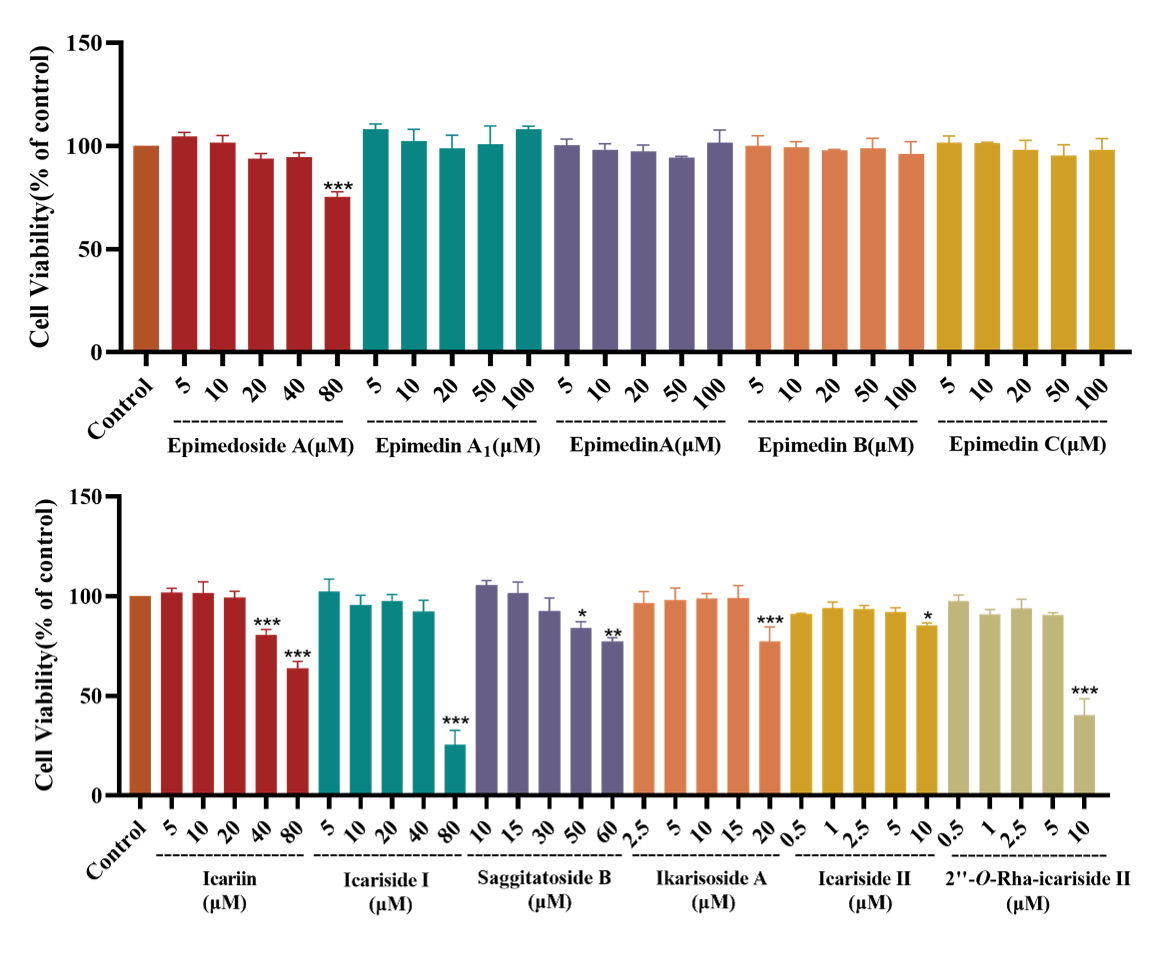 Cell Viability(% of control)
150
100
50
0
***
Control 5 10 20 40 80 5 10 20 50 100 5 10 20 50 100 5 10 20 50 100 5 10 20 50 100
Epimedoside A(μM) Epimedin A₁(μM) EpimedinA(μM) Epimedin B(μM) Epimedin C(μM)
Cell Viability(% of control)
150
100
50
0
*** *** *** * ** *** * ***
Control 5 10 20 40 80 5 10 20 40 80 10 15 30 50 60 2.5 5 10 15 20 0.5 1 2.5 5 10 0.5 1 2.5 5 10
Icariin Icariside I Saggitatoside B Ikarisoside A Icariside II 2''-O-Rha-icariside II
(μM) (μM) (μM) (μM) (μM) (μM)